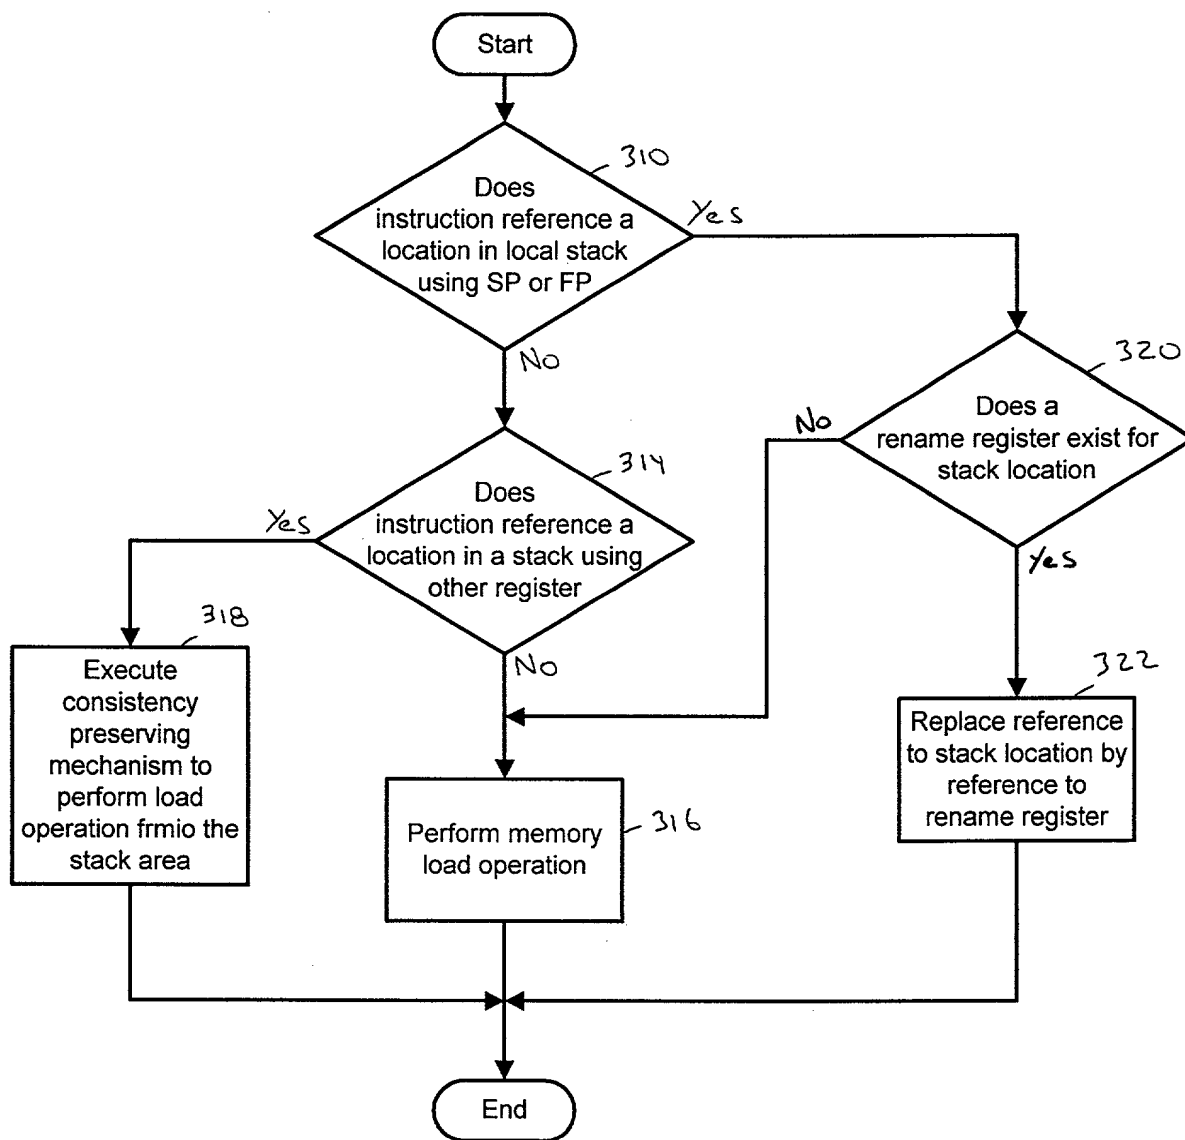 Start
310
Does
instruction reference a
location in local stack
using SP or FP
Yes
No
320
Does a
rename register exist for
stack location
No
Yes
314
Does
instruction reference a
location in a stack using
other register
Yes
No
318
Execute
consistency
preserving
mechanism to
perform load
operation frmio the
stack area
316
Perform memory
load operation
322
Replace reference
to stack location by
reference to
rename register
End